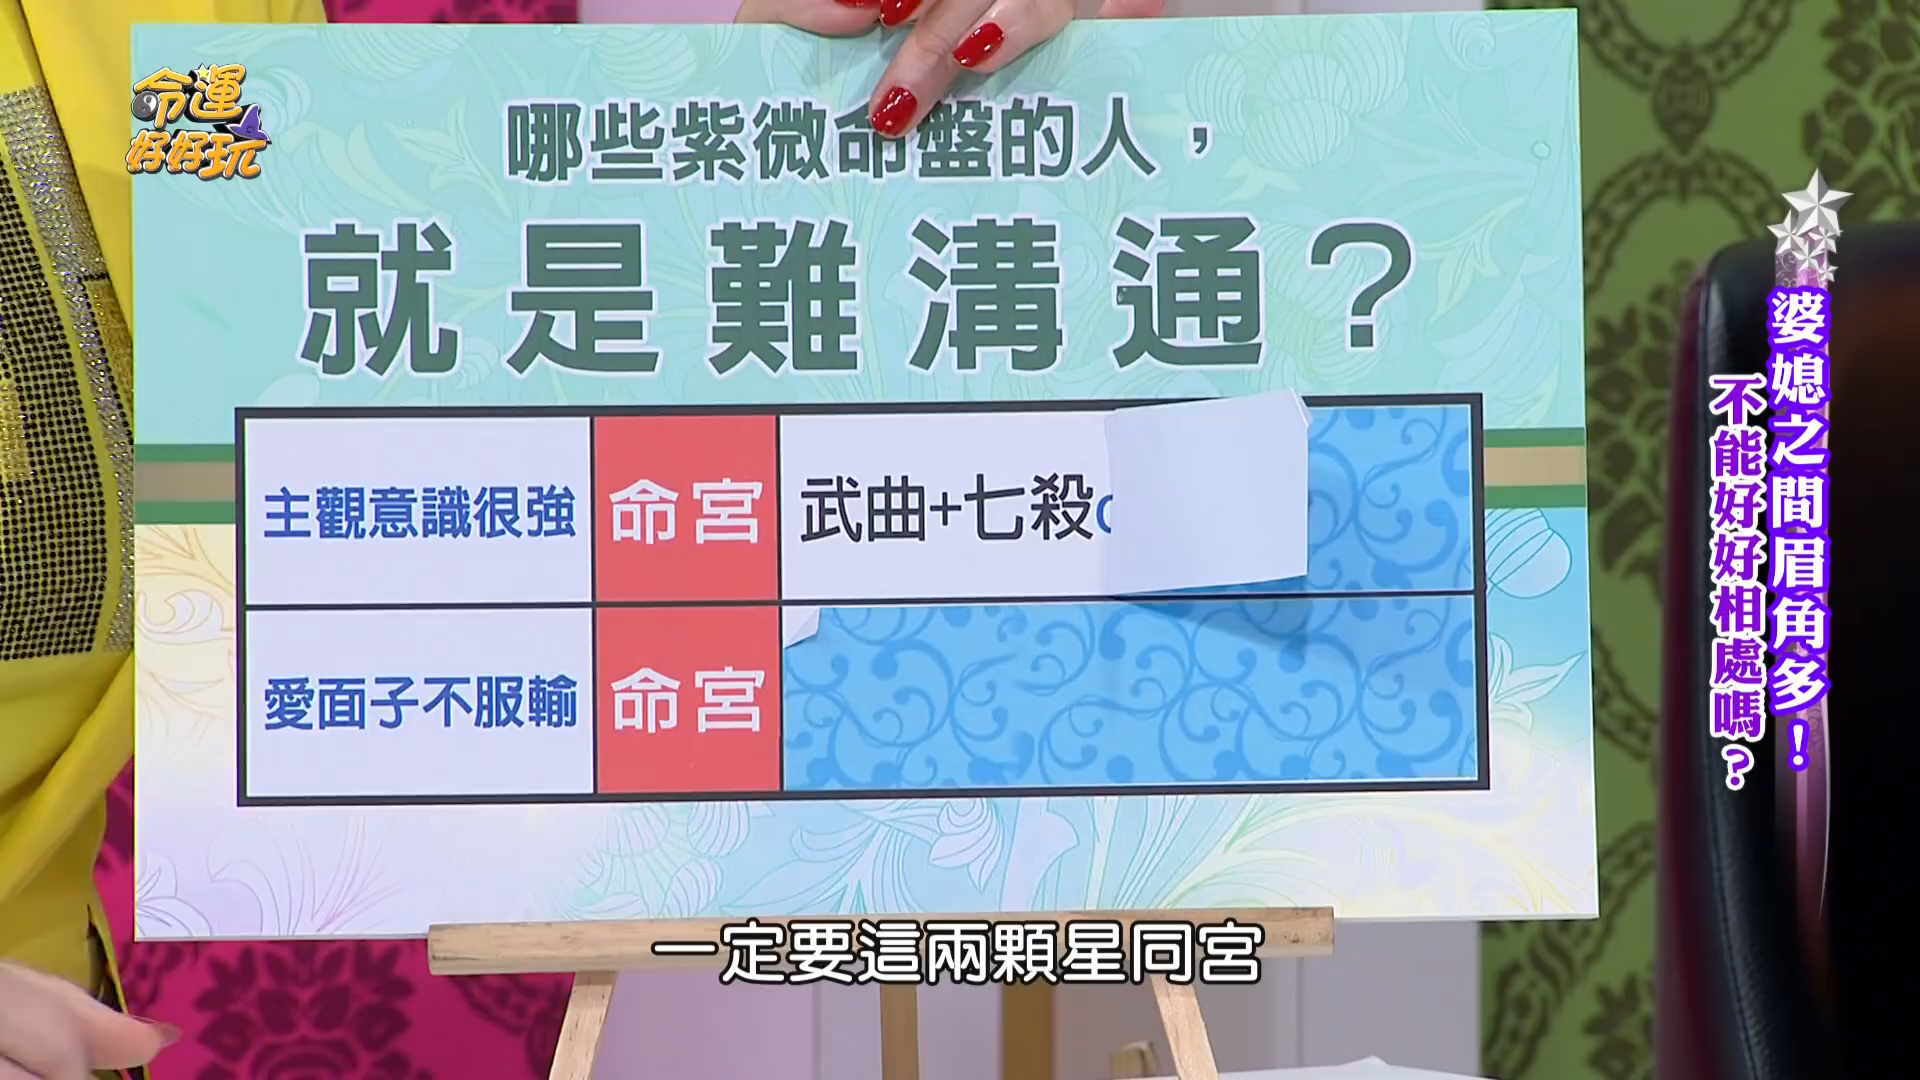 命運
好好玩
哪些紫微命盤的人，
就是難溝通？
主觀意識很強 命宮 武曲+七殺
愛面子不服輸 命宮
婆媳之間眉角多！
不能好好相處嗎？
一定要這兩顆星同宮